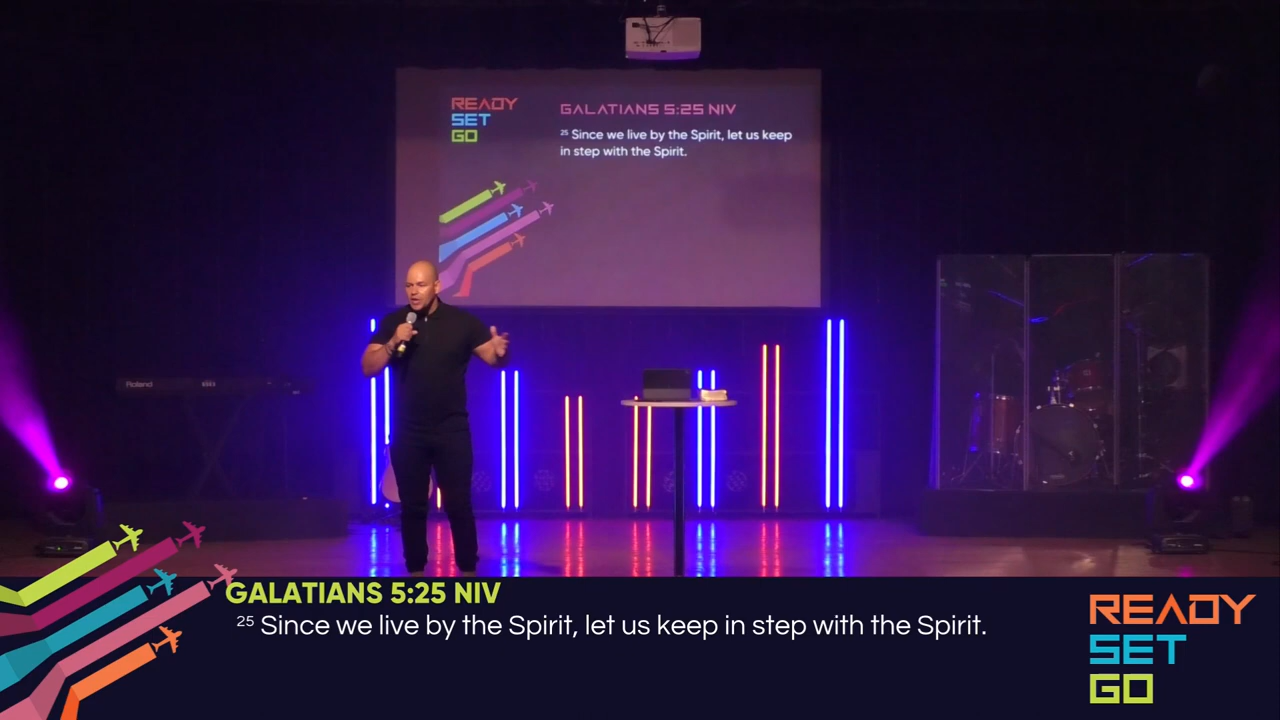 READY
SET
GO
GALATIANS 5:25 NIV
25 Since we live by the Spirit, let us keep
in step with the Spirit.
Roland
GALATIANS 5:25 NIV
25 Since we live by the Spirit, let us keep in step with the Spirit.
READY
SET
GO